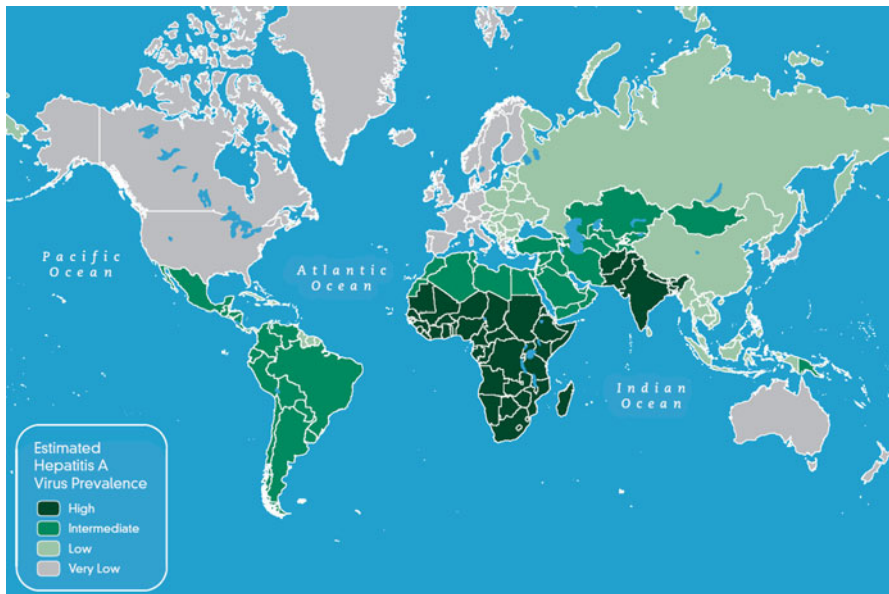 Pacific
Ocean
Atlantic
Ocean
Indian
Ocean
Estimated
Hepatitis A
Virus Prevalence
High
Intermediate
Low
Very Low